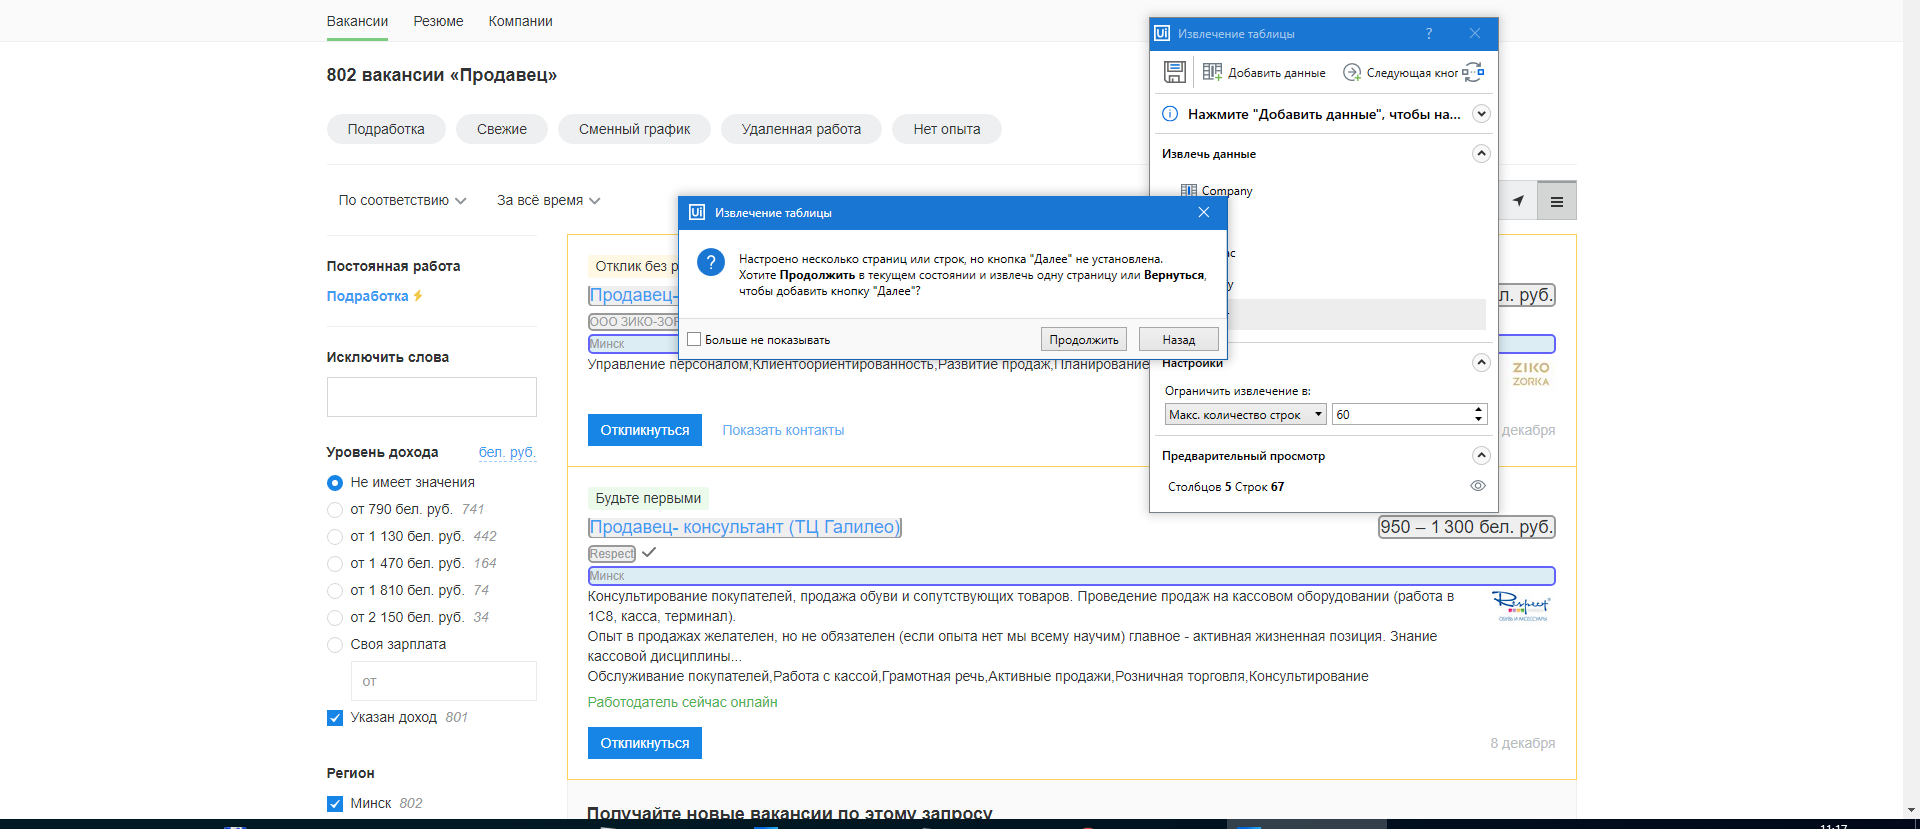 Вакансии Резюме Компании
802 вакансии «Продавец»
Подработка Свежие Сменный график Удаленная работа Нет опыта
По соответствию За всё время
Постоянная работа
Подработка
Исключить слова
Уровень дохода бел. руб.
Не имеет значения
от 790 бел. руб. 741
от 1 130 бел. руб. 442
от 1 470 бел. руб. 164
от 1 810 бел. руб. 74
от 2 150 бел. руб. 34
Своя зарплата
от
Указан доход 801
Регион
Минск 802
Отклик без р
Продавец-
ООО ЗИКО-ЗОР
Минск
Управление персоналом,Клиентоориентированность,Развитие продаж,Планирование
ZIKO
ZORKA
Откликнуться Показать контакты
декабря
л. руб.
Будьте первыми
Продавец- консультант (ТЦ Галилео) 950 – 1 300 бел. руб.
Respect
Минск
Консультирование покупателей, продажа обуви и сопутствующих товаров. Проведение продаж на кассовом оборудовании (работа в
1С8, касса, терминал).
Опыт в продажах желателен, но не обязателен (если опыта нет мы всему научим) главное - активная жизненная позиция. Знание
кассовой дисциплины...
Обслуживание покупателей,Работа с кассой,Грамотная речь,Активные продажи,Розничная торговля,Консультирование
Respect
ОБУВЬ И АКСЕССУАРЫ
Работодатель сейчас онлайн
Откликнуться 8 декабря
Получайте новые вакансии по этому запросу
Ui Извлечение таблицы ?
Добавить данные Следующая кног
Нажмите "Добавить данные", чтобы на...
Извлечь данные
Company
ас
у
Настройки
Ограничить извлечение в:
Макс. количество строк 60
Предварительный просмотр
Столбцов 5 Строк 67
Ui Извлечение таблицы
? Настроено несколько страниц или строк, но кнопка "Далее" не установлена.
Хотите Продолжить в текущем состоянии и извлечь одну страницу или Вернуться,
чтобы добавить кнопку "Далее"?
Больше не показывать Продолжить Назад
11:17